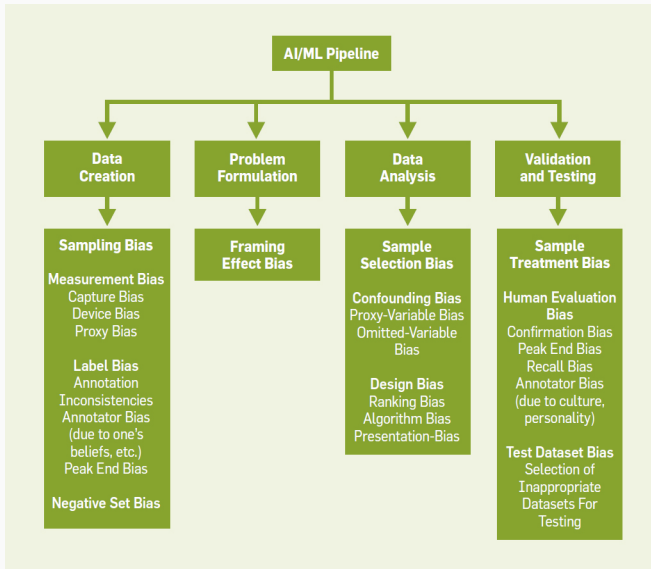 AI/ML Pipeline
Data
Creation
Problem
Formulation
Data
Analysis
Validation
and Testing
Sampling Bias
Measurement Bias
Capture Bias
Device Bias
Proxy Bias
Label Bias
Annotation
Inconsistencies
Annotator Bias
(due to one's
beliefs, etc.)
Peak End Bias
Negative Set Bias
Framing
Effect Bias
Sample
Selection Bias
Confounding Bias
Proxy-Variable Bias
Omitted-Variable
Bias
Design Bias
Ranking Bias
Algorithm Bias
Presentation-Bias
Sample
Treatment Bias
Human Evaluation
Bias
Confirmation Bias
Peak End Bias
Recall Bias
Annotator Bias
(due to culture,
personality)
Test Dataset Bias
Selection of
Inappropriate
Datasets For
Testing